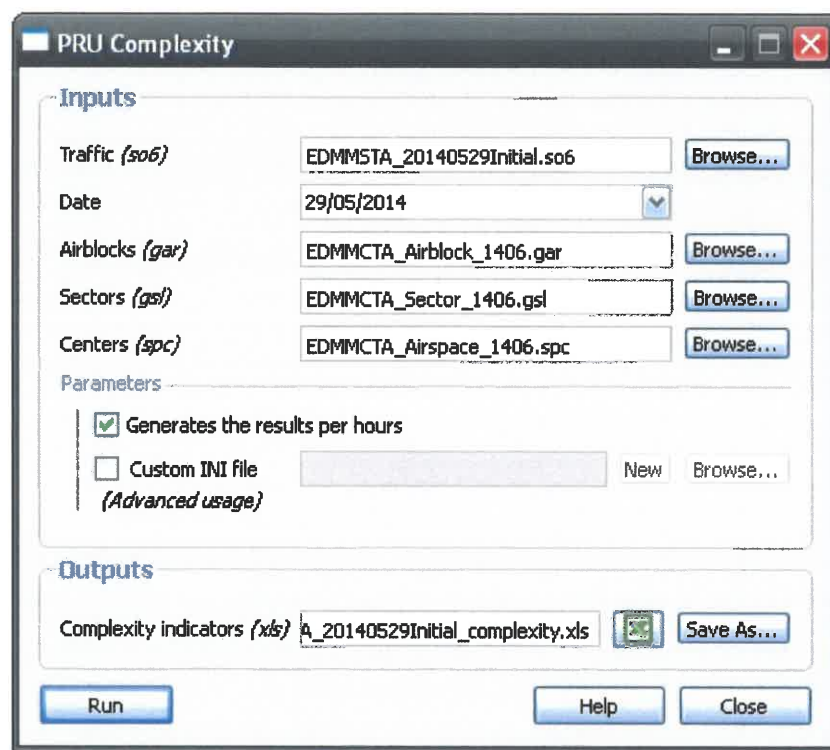 PRU Complexity
Inputs
Traffic (so6) EDMMSTA_20140529Initial.so6 Browse...
Date 29/05/2014
Airblocks (gar) EDMMCTA_Airblock_1406.gar Browse...
Sectors (gsl) EDMMCTA_Sector_1406.gsl Browse...
Centers (spc) EDMMCTA_Airspace_1406.spc Browse...
Parameters
Generates the results per hours
Custom INI file New Browse...
(Advanced usage)
Outputs
Complexity indicators (xls) A_20140529Initial_complexity.xls Save As...
Run Help Close